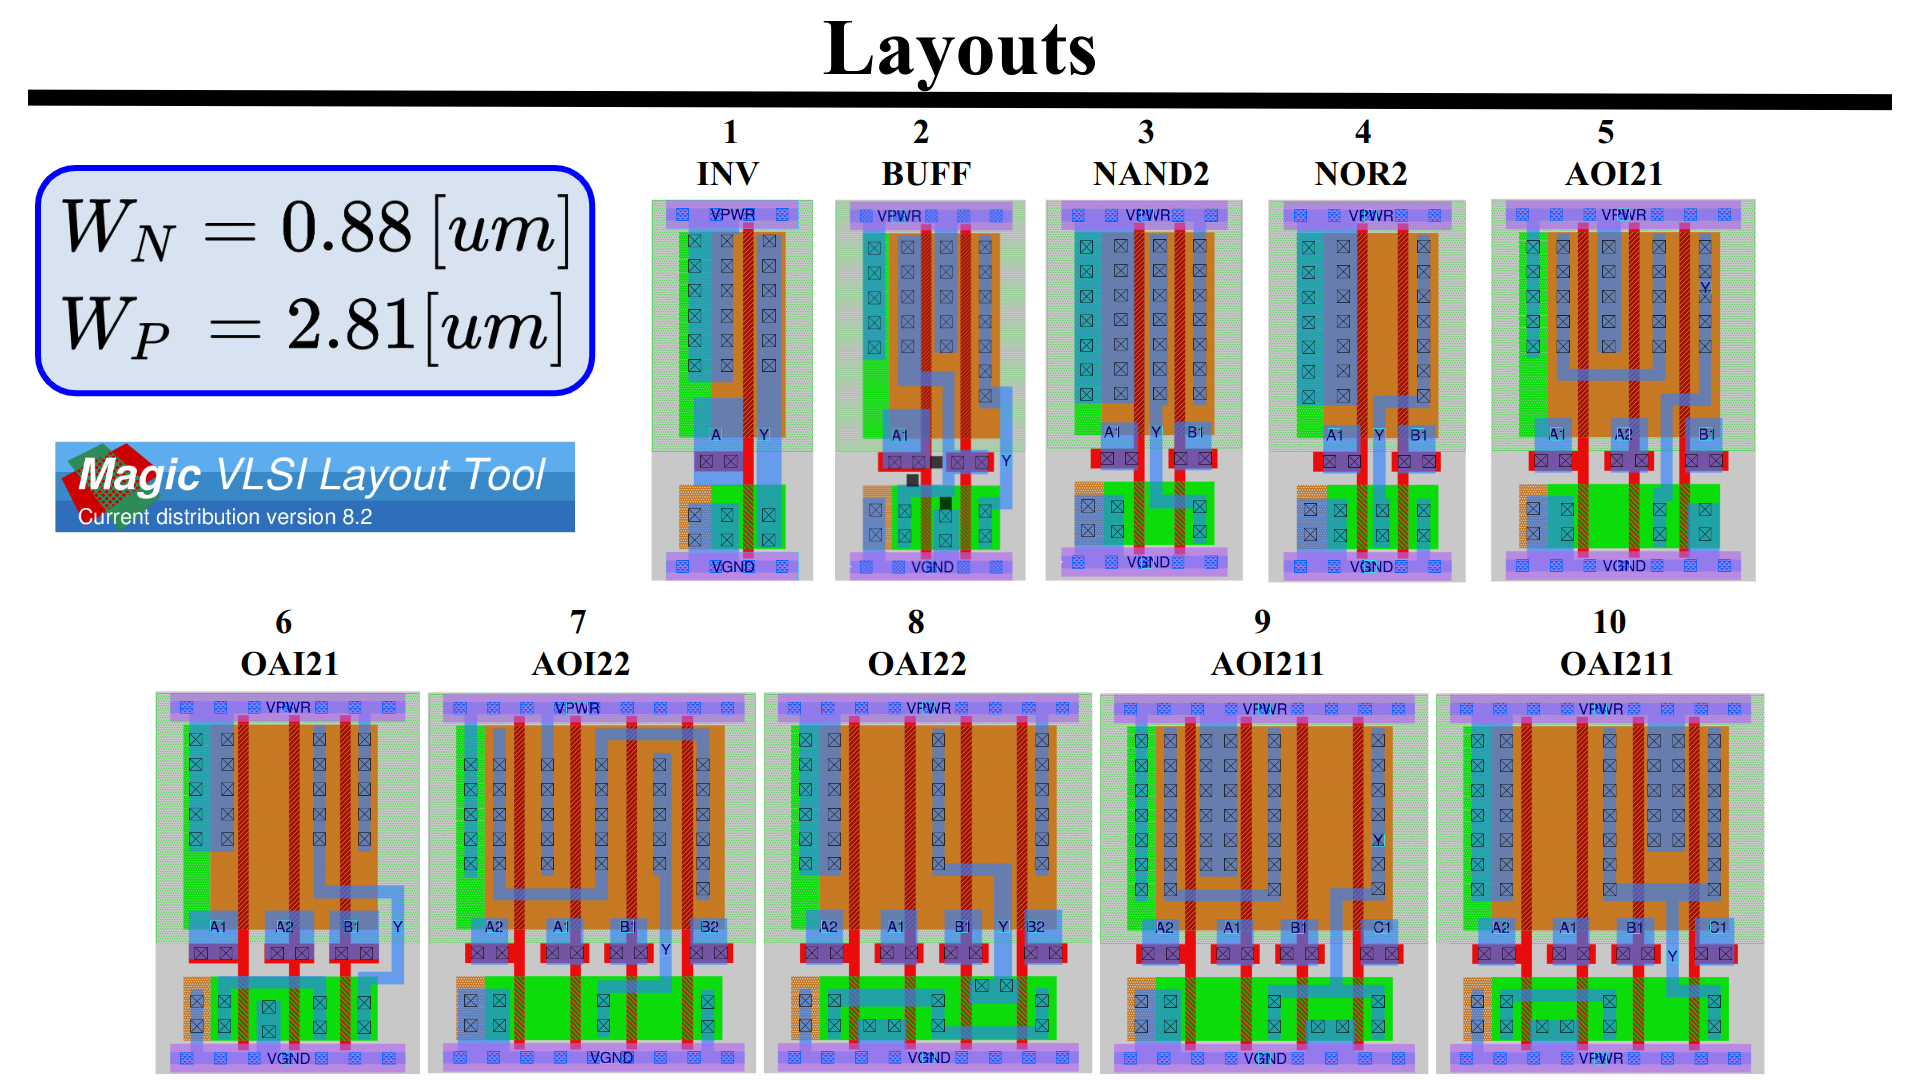 Layouts
W_N = 0.88 [um]
W_P = 2.81[um]
Magic VLSI Layout Tool
Current distribution version 8.2
1
INV
VPWR
A Y
VGND
2
BUFF
VPWR
A1
Y
VGND
3
NAND2
VPWR
A1 Y B1
VGND
4
NOR2
VPWR
A1 Y B1
VGND
5
AOI21
VPWR
Y
A1 A2 B1
VGND
6
OAI21
VPWR
A1 A2 B1 Y
VGND
7
AOI22
VPWR
A2 A1 B1 B2
Y
VGND
8
OAI22
VPWR
A2 A1 B1 Y B2
VGND
9
AOI211
VPWR
Y
A2 A1 B1 C1
VGND
10
OAI211
VPWR
A2 A1 B1 C1
Y
VPWR